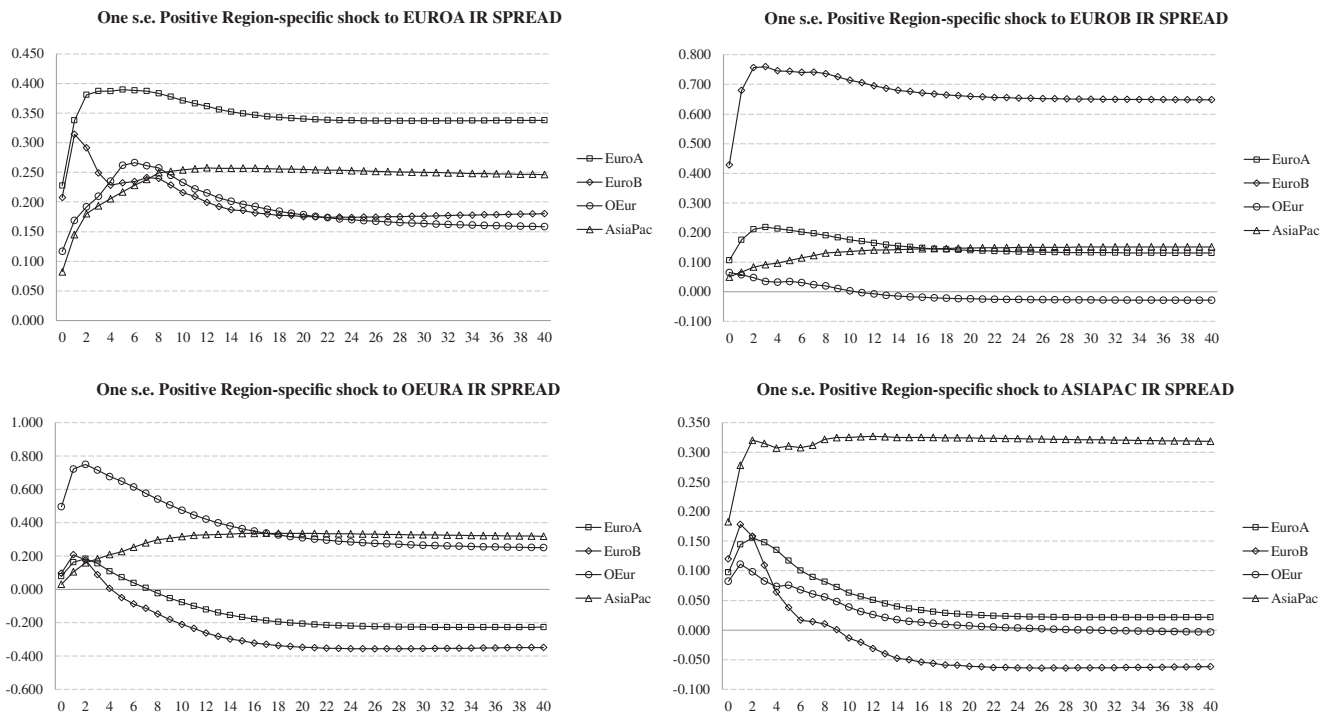 One s.e. Positive Region-specific shock to EUROA IR SPREAD
0.450
0.400
0.350
0.300
0.250
0.200
0.150
0.100
0.050
0.000
0 2 4 6 8 10 12 14 16 18 20 22 24 26 28 30 32 34 36 38 40
EuroA
EuroB
OEur
AsiaPac
One s.e. Positive Region-specific shock to EUROB IR SPREAD
0.800
0.700
0.600
0.500
0.400
0.300
0.200
0.100
0.000
-0.100
0 2 4 6 8 10 12 14 16 18 20 22 24 26 28 30 32 34 36 38 40
EuroA
EuroB
OEur
AsiaPac
One s.e. Positive Region-specific shock to OEURA IR SPREAD
1.000
0.800
0.600
0.400
0.200
0.000
-0.200
-0.400
-0.600
0 2 4 6 8 10 12 14 16 18 20 22 24 26 28 30 32 34 36 38 40
EuroA
EuroB
OEur
AsiaPac
One s.e. Positive Region-specific shock to ASIAPAC IR SPREAD
0.350
0.300
0.250
0.200
0.150
0.100
0.050
0.000
-0.050
-0.100
0 2 4 6 8 10 12 14 16 18 20 22 24 26 28 30 32 34 36 38 40
EuroA
EuroB
OEur
AsiaPac